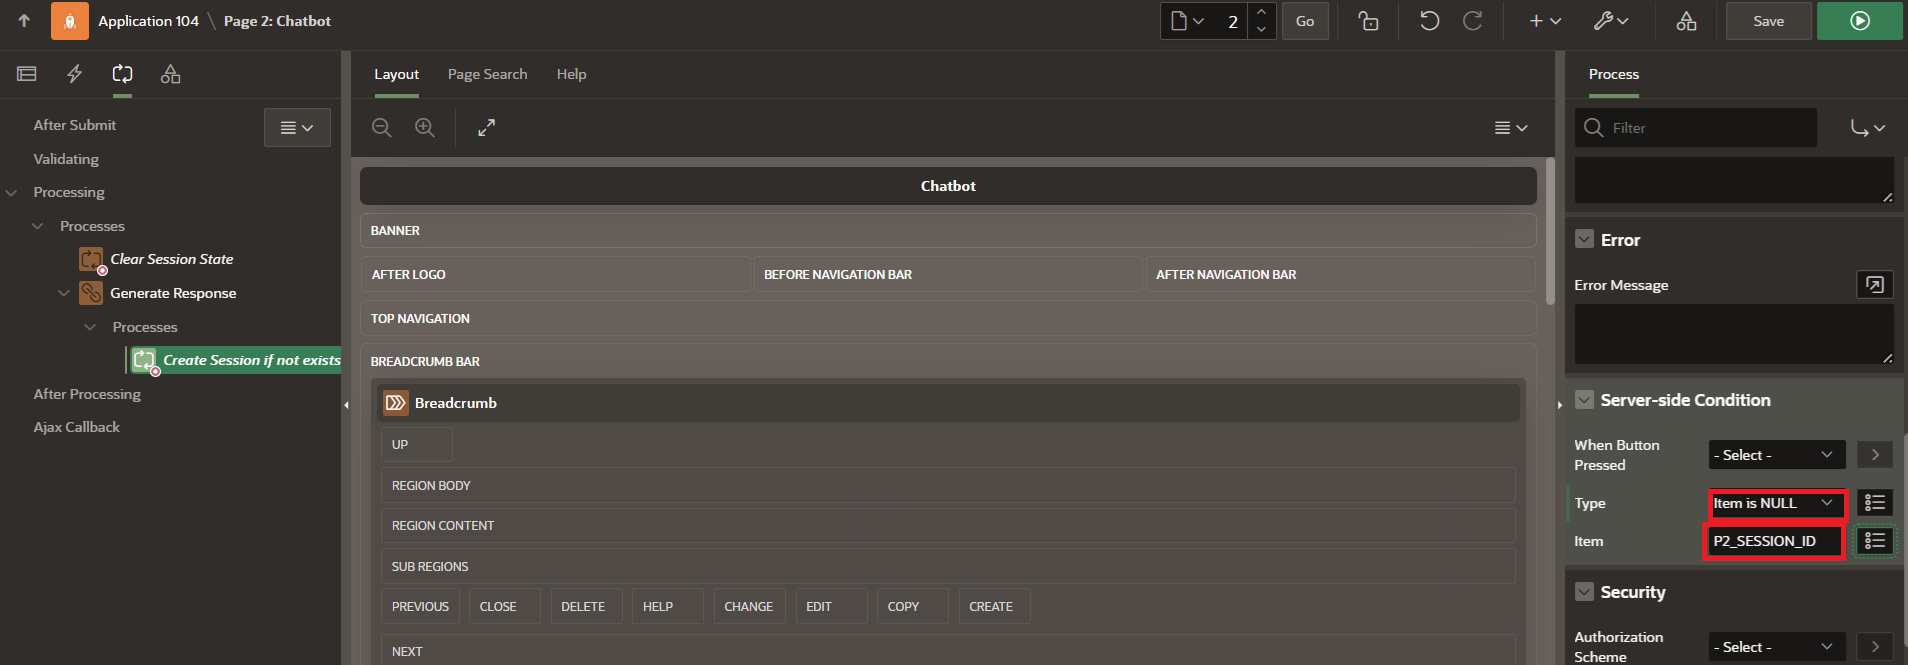 Application 104 \ Page 2: Chatbot
2
Go
Save
Layout
Page Search
Help
Process
After Submit
Validating
Processing
Processes
Clear Session State
Generate Response
Processes
Create Session if not exists
After Processing
Ajax Callback
Chatbot
BANNER
AFTER LOGO
BEFORE NAVIGATION BAR
AFTER NAVIGATION BAR
TOP NAVIGATION
BREADCRUMB BAR
Breadcrumb
UP
REGION BODY
REGION CONTENT
SUB REGIONS
PREVIOUS
CLOSE
DELETE
HELP
CHANGE
EDIT
COPY
CREATE
NEXT
Filter
Error
Error Message
Server-side Condition
When Button
Pressed
- Select -
Type
Item is NULL
Item
P2_SESSION_ID
Security
Authorization
Scheme
- Select -